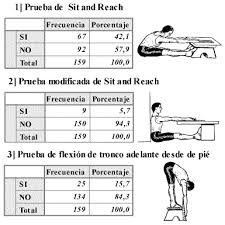 1| Prueba de Sit and Reach
Frecuencia Porcentaje
SI 67 42,1
NO 92 57,9
Total 159 100,0
2| Prueba modificada de Sit and Reach
Frecuencia Porcentaje
SI 9 5,7
NO 150 94,3
Total 159 100,0
3| Prueba de flexión de tronco adelante desde de pié
Frecuencia Porcentaje
SI 25 15,7
NO 134 84,3
Total 159 100,0